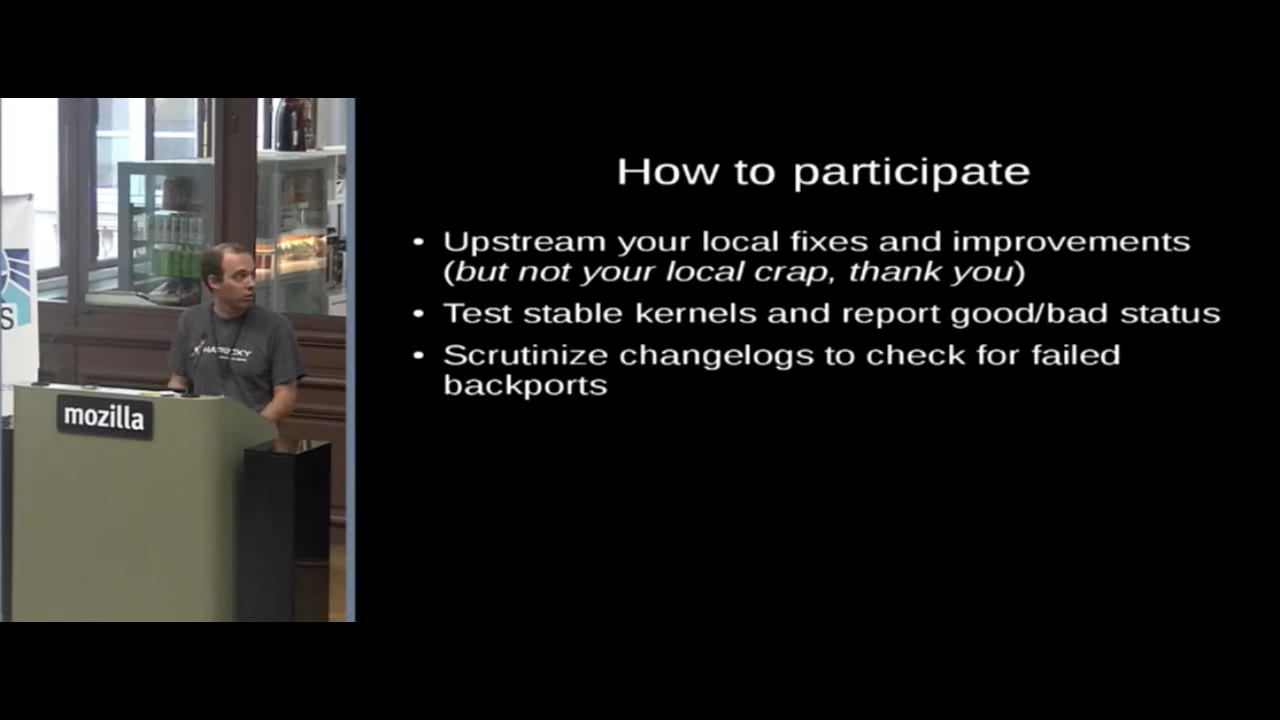 How to participate
• Upstream your local fixes and improvements
(but not your local crap, thank you)
• Test stable kernels and report good/bad status
• Scrutinize changelogs to check for failed
backports
mozilla
S